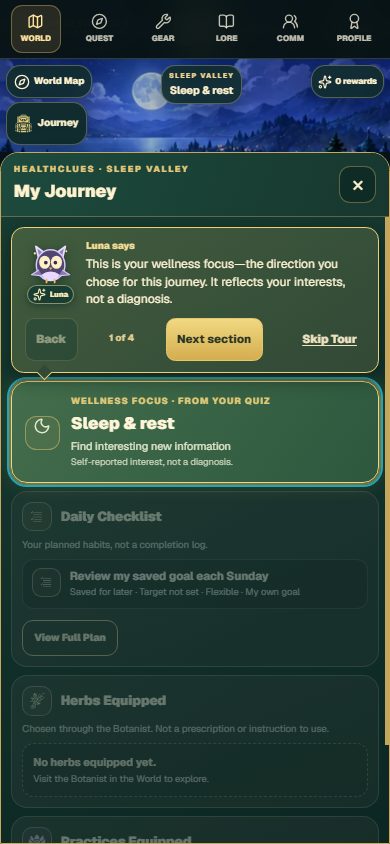 WORLD
QUEST
GEAR
LORE
COMM
PROFILE
World Map
SLEEP VALLEY
Sleep & rest
0 rewards
Journey
HEALTHCLUES · SLEEP VALLEY
My Journey
Luna says
This is your wellness focus—the direction you
chose for this journey. It reflects your interests,
not a diagnosis.
Luna
Back
1 of 4
Next section
Skip Tour
WELLNESS FOCUS · FROM YOUR QUIZ
Sleep & rest
Find interesting new information
Self-reported interest, not a diagnosis.
Daily Checklist
Your planned habits, not a completion log.
Review my saved goal each Sunday
Saved for later · Target not set · Flexible · My own goal
View Full Plan
Herbs Equipped
Chosen through the Botanist. Not a prescription or instruction to use.
No herbs equipped yet.
Visit the Botanist in the World to explore.
Practices Equipped